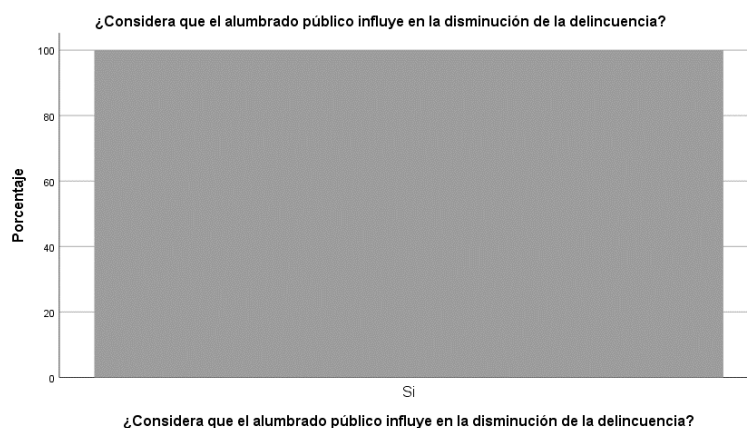 ¿Considera que el alumbrado público influye en la disminución de la delincuencia?
100
80
60
40
20
0
Porcentaje
Si
¿Considera que el alumbrado público influye en la disminución de la delincuencia?